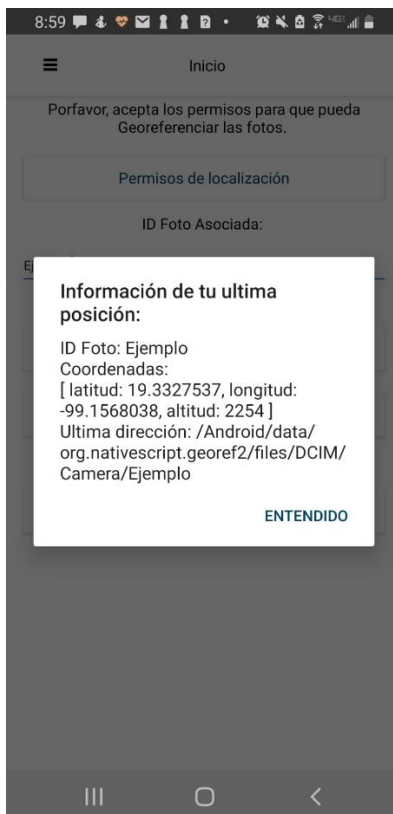 8:59
Inicio
Porfavor, acepta los permisos para que pueda
Georeferenciar las fotos.
Permisos de localización
ID Foto Asociada:
Ej
Información de tu ultima
posición:
ID Foto: Ejemplo
Coordenadas:
[ latitud: 19.3327537, longitud:
-99.1568038, altitud: 2254 ]
Ultima dirección: /Android/data/
org.nativescript.georef2/files/DCIM/
Camera/Ejemplo
ENTENDIDO